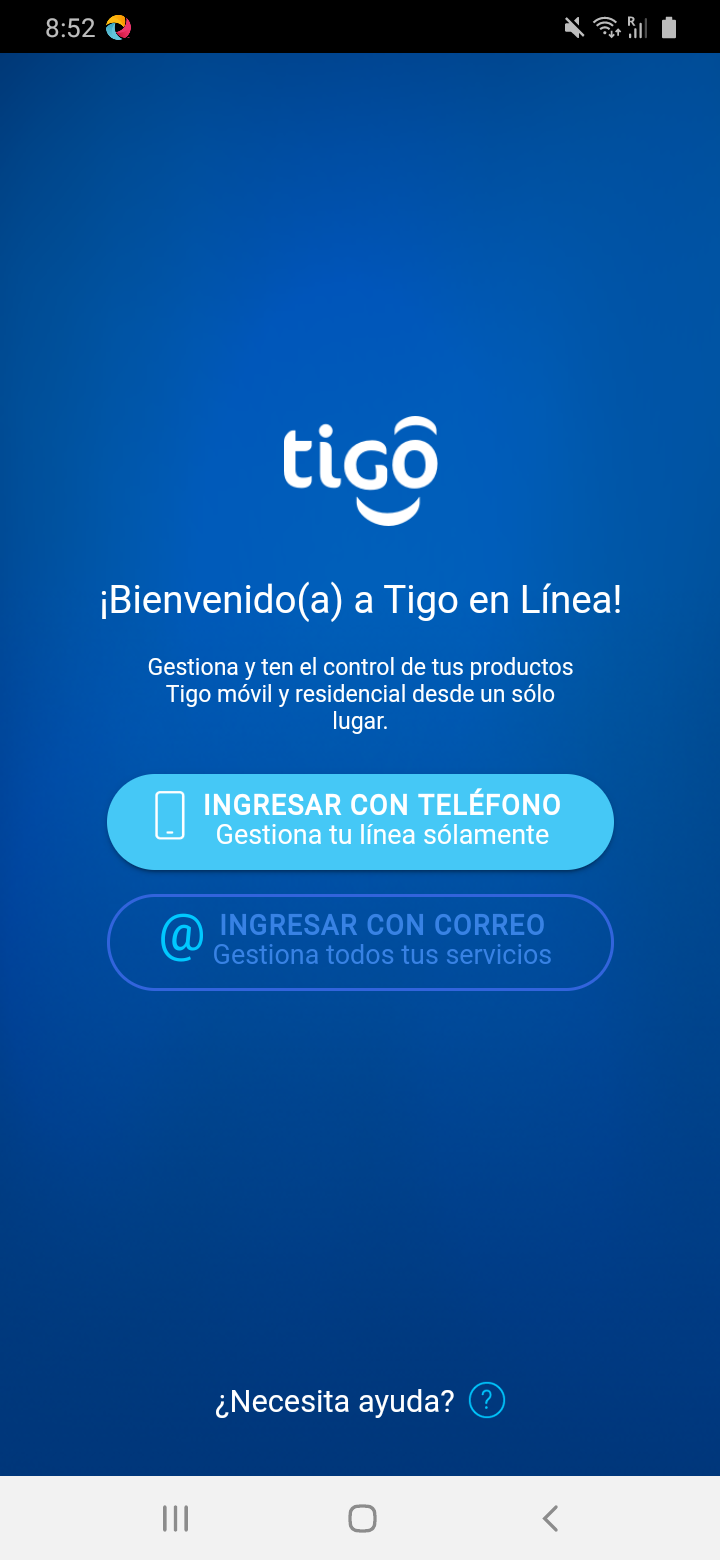 8:52
R
tigo
¡Bienvenido(a) a Tigo en Línea!
Gestiona y ten el control de tus productos
Tigo móvil y residencial desde un sólo
lugar.
INGRESAR CON TELÉFONO
Gestiona tu línea sólamente
@ INGRESAR CON CORREO
Gestiona todos tus servicios
¿Necesita ayuda? ?